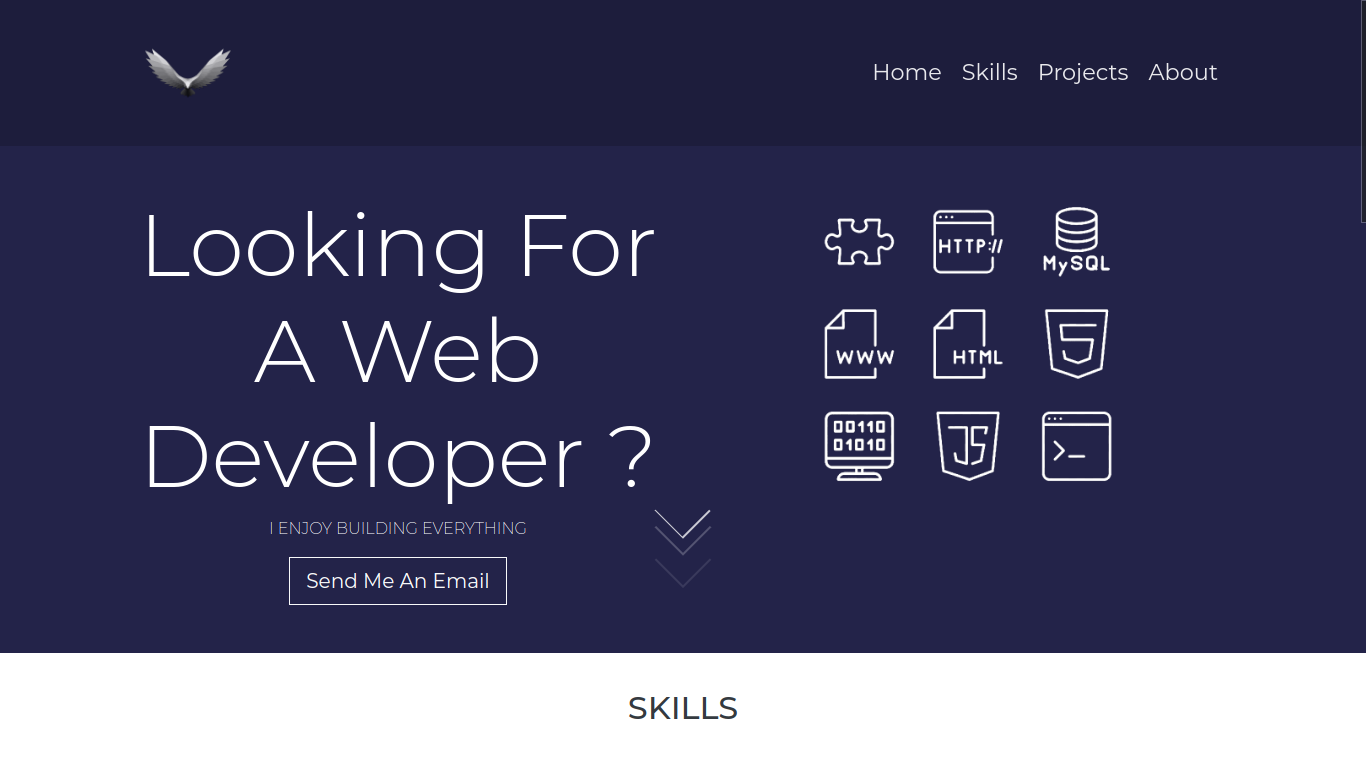 Home Skills Projects About
Looking For
A Web
Developer ?
I ENJOY BUILDING EVERYTHING
Send Me An Email
HTTP://
MySQL
WWW
HTML
5
00110
01010
JS
>_
SKILLS